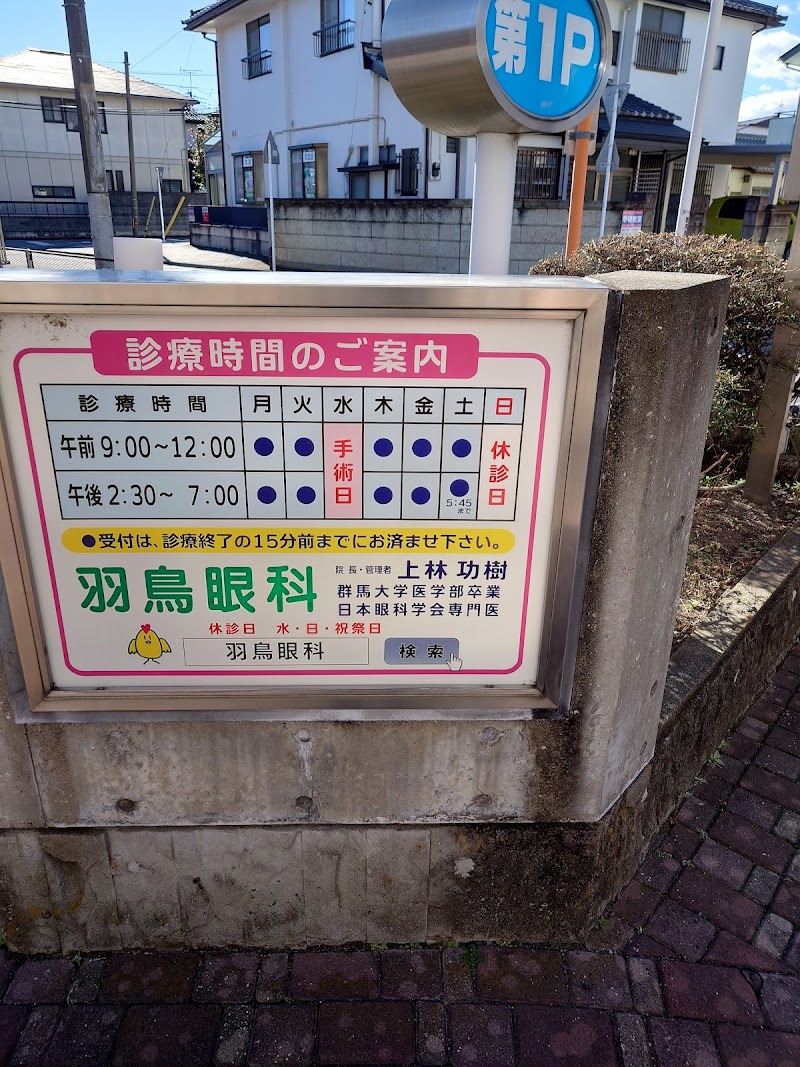 第1P
診療時間のご案内
診療時間 月 火 水 木 金 土 日
午前 9:00～12:00 ● ● 手術日 ● ● ● 休診日
午後 2:30～ 7:00 ● ● ● ● ● 5:45まで
●受付は、診療終了の15分前までにお済ませ下さい。
羽鳥眼科
院長・管理者 上林 功樹
群馬大学医学部卒業
日本眼科学会専門医
休診日 水・日・祝祭日
羽鳥眼科 検索